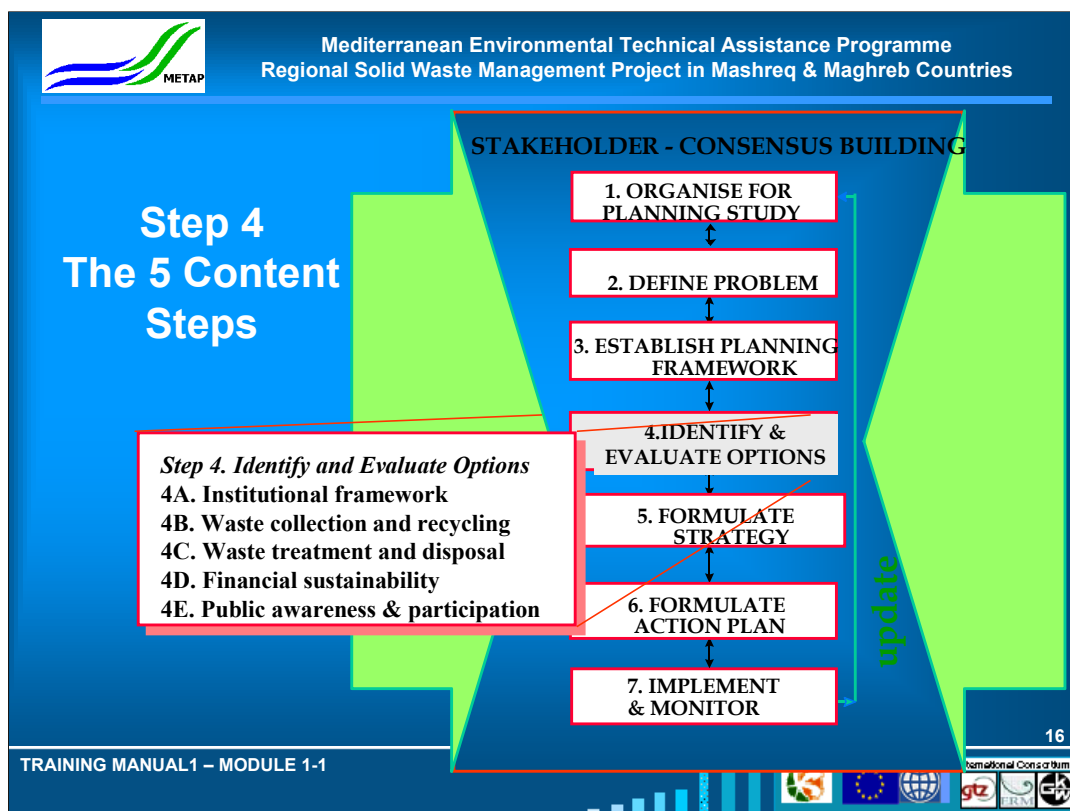 METAP
Mediterranean Environmental Technical Assistance Programme
Regional Solid Waste Management Project in Mashreq & Maghreb Countries
STAKEHOLDER - CONSENSUS BUILDING
Step 4
The 5 Content
Steps
1. ORGANISE FOR
PLANNING STUDY
2. DEFINE PROBLEM
3. ESTABLISH PLANNING
FRAMEWORK
4.IDENTIFY &
EVALUATE OPTIONS
5. FORMULATE
STRATEGY
6. FORMULATE
ACTION PLAN
7. IMPLEMENT
& MONITOR
update
Step 4. Identify and Evaluate Options
4A. Institutional framework
4B. Waste collection and recycling
4C. Waste treatment and disposal
4D. Financial sustainability
4E. Public awareness & participation
16
TRAINING MANUAL1 – MODULE 1-1
Consortium
gtz
ERM